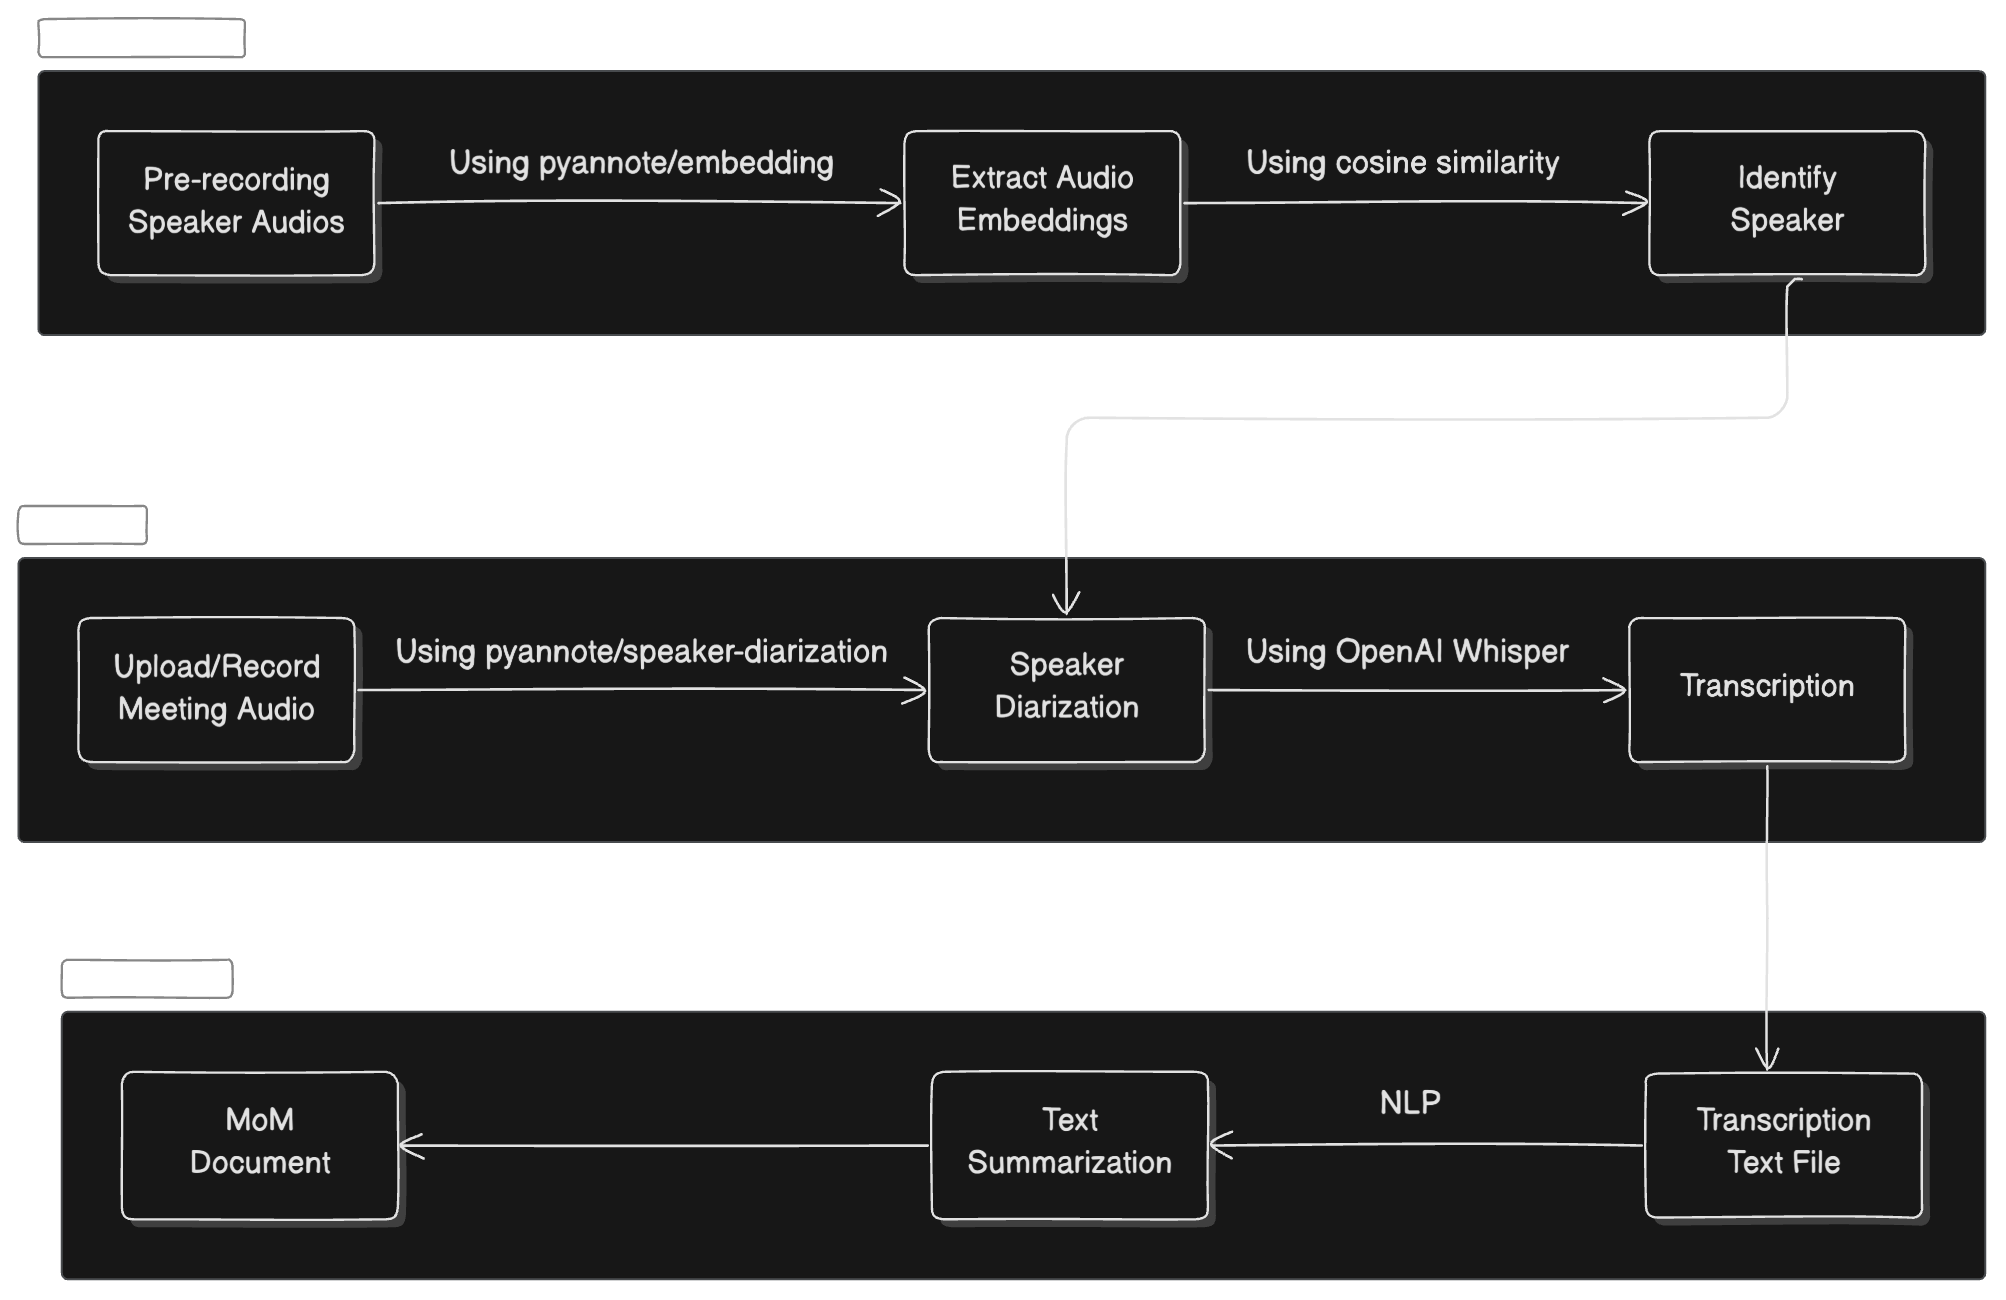 Pre-recording
Speaker Audios
Using pyannote/embedding
Extract Audio
Embeddings
Using cosine similarity
Identify
Speaker
Upload/Record
Meeting Audio
Using pyannote/speaker-diarization
Speaker
Diarization
Using OpenAI Whisper
Transcription
MoM
Document
Text
Summarization
NLP
Transcription
Text File